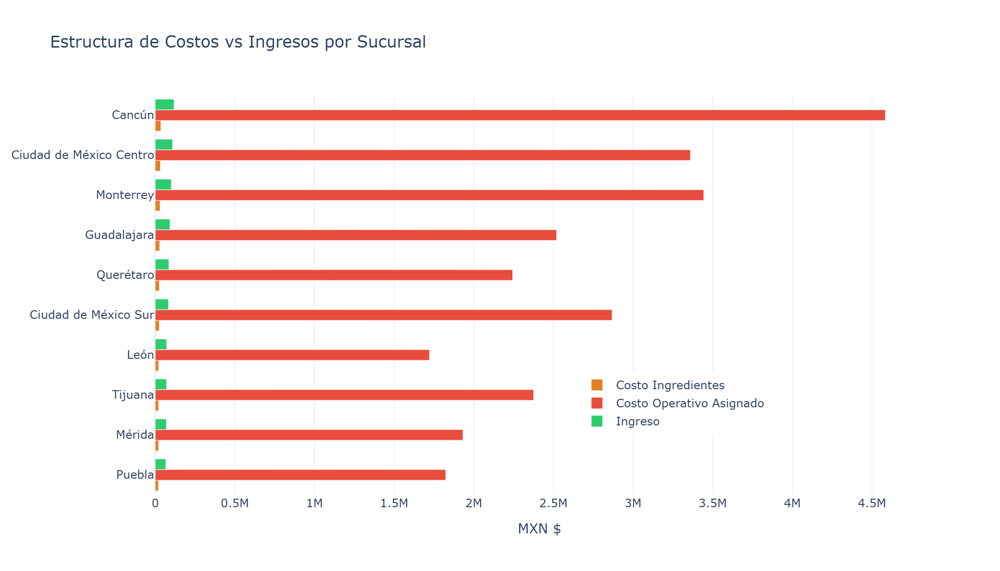 Estructura de Costos vs Ingresos por Sucursal
Cancún
Ciudad de México Centro
Monterrey
Guadalajara
Querétaro
Ciudad de México Sur
León
Tijuana
Mérida
Puebla
Costo Ingredientes
Costo Operativo Asignado
Ingreso
0 0.5M 1M 1.5M 2M 2.5M 3M 3.5M 4M 4.5M
MXN $